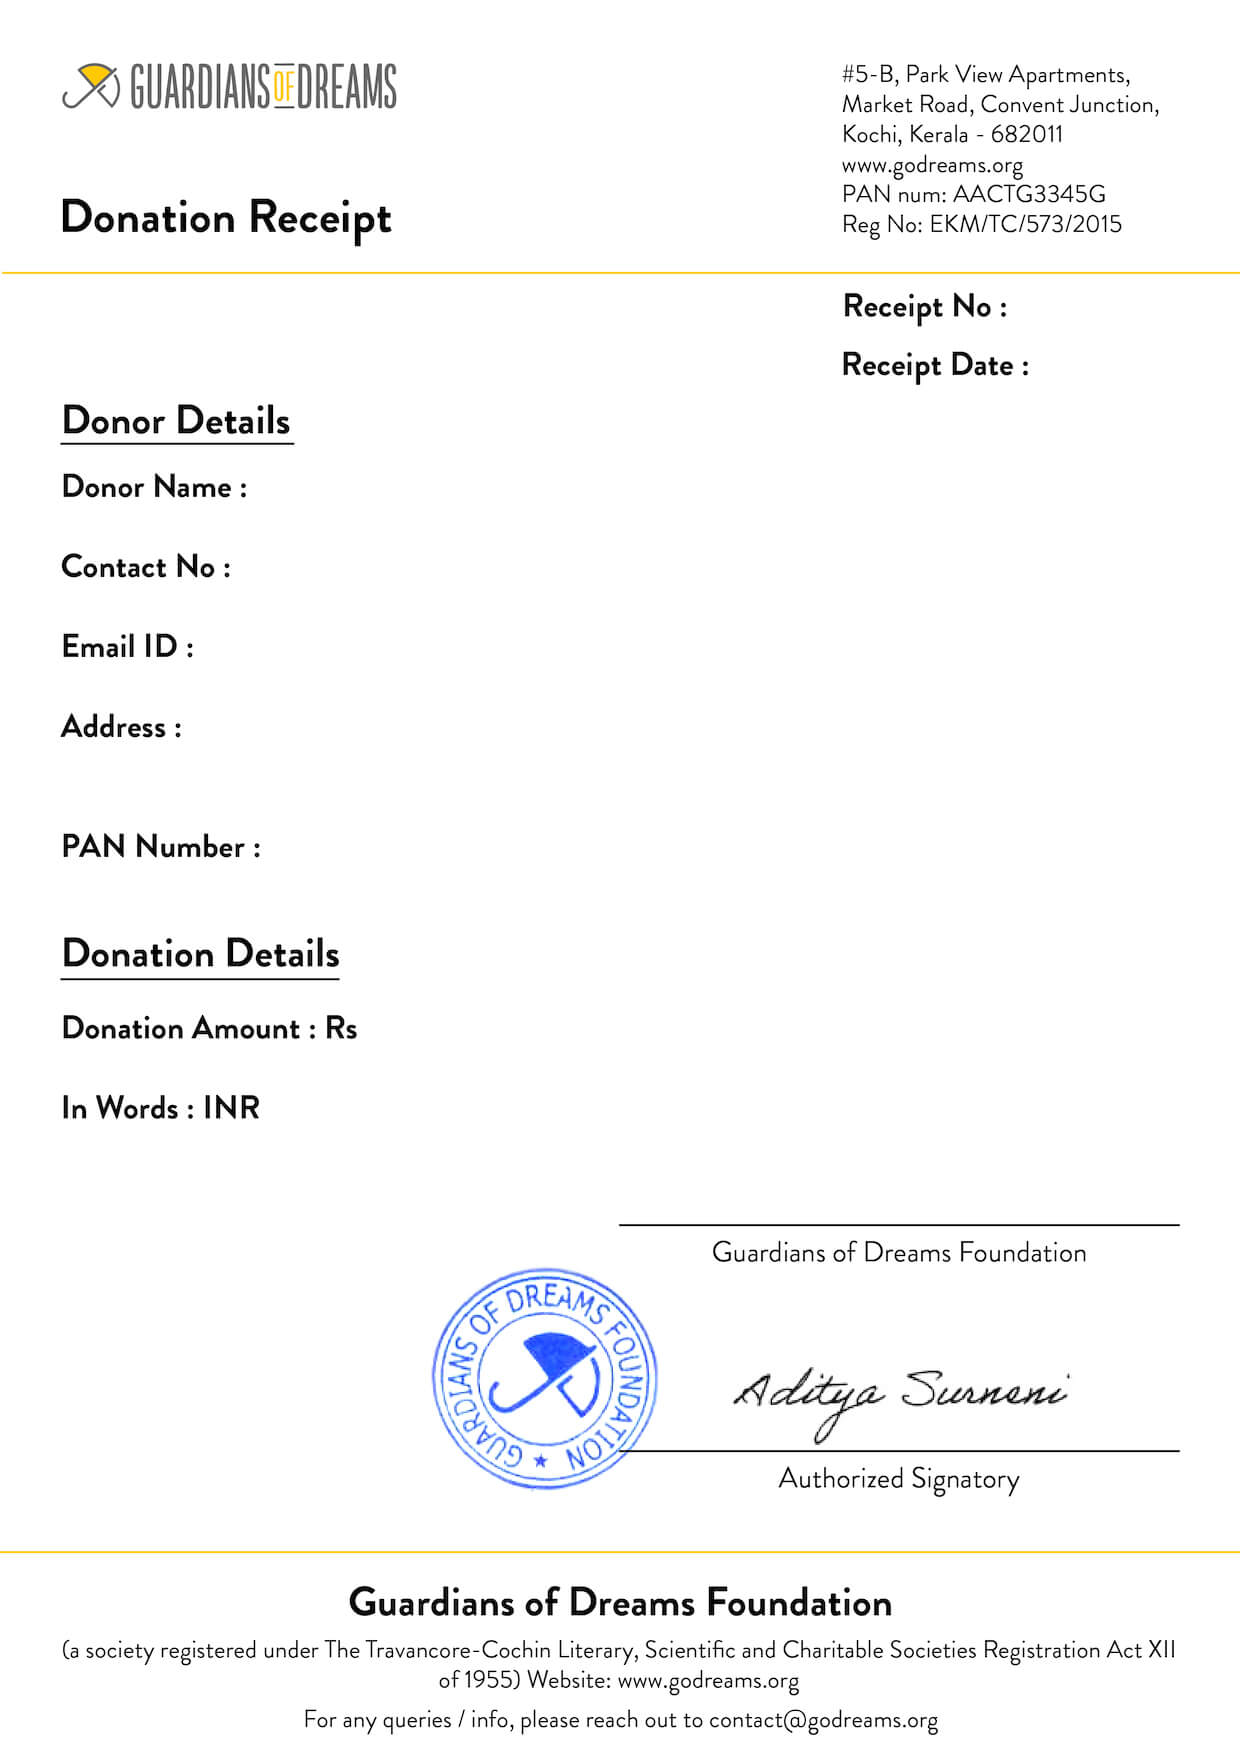 GUARDIANS OF DREAMS
#5-B, Park View Apartments,
Market Road, Convent Junction,
Kochi, Kerala - 682011
www.godreams.org
PAN num: AACTG3345G
Reg No: EKM/TC/573/2015
Donation Receipt
Receipt No :
Receipt Date :
Donor Details
Donor Name :
Contact No :
Email ID :
Address :
PAN Number :
Donation Details
Donation Amount : Rs
In Words : INR
Guardians of Dreams Foundation
GUARDIANS OF DREAMS FOUNDATION ★
Aditya Surneni
Authorized Signatory
Guardians of Dreams Foundation
(a society registered under The Travancore-Cochin Literary, Scientific and Charitable Societies Registration Act XII
of 1955) Website: www.godreams.org
For any queries / info, please reach out to contact@godreams.org